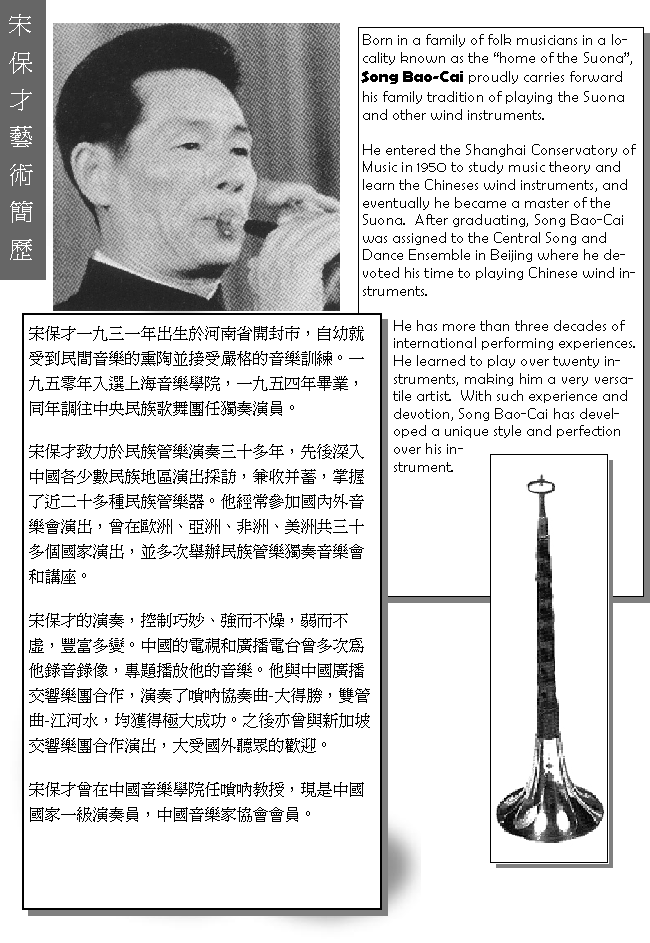 宋保才藝術簡歷
Born in a family of folk musicians in a lo-
cality known as the “home of the Suona”,
Song Bao-Cai proudly carries forward
his family tradition of playing the Suona
and other wind instruments.
He entered the Shanghai Conservatory of
Music in 1950 to study music theory and
learn the Chineses wind instruments, and
eventually he became a master of the
Suona. After graduating, Song Bao-Cai
was assigned to the Central Song and
Dance Ensemble in Beijing where he de-
voted his time to playing Chinese wind in-
struments.
He has more than three decades of
international performing experiences.
He learned to play over twenty in-
struments, making him a very versa-
tile artist. With such experience and
devotion, Song Bao-Cai has devel-
oped a unique style and perfection
over his in-
strument.
宋保才一九三一年出生於河南省開封市，自幼就
受到民間音樂的熏陶並接受嚴格的音樂訓練。一
九五零年入選上海音樂學院，一九五四年畢業，
同年調往中央民族歌舞團任獨奏演員。
宋保才致力於民族管樂演奏三十多年，先後深入
中國各少數民族地區演出採訪，兼收并蓄，掌握
了近二十多種民族管樂器。他經常參加國內外音
樂會演出，曾在歐洲、亞洲、非洲、美洲共三十
多個國家演出，並多次舉辦民族管樂獨奏音樂會
和講座。
宋保才的演奏，控制巧妙、強而不燥，弱而不
虛，豐富多變。中國的電視和廣播電台曾多次為
他錄音錄像，專題播放他的音樂。他與中國廣播
交響樂團合作，演奏了嗩吶協奏曲-大得勝，雙管
曲-江河水，均獲得極大成功。之後亦曾與新加坡
交響樂團合作演出，大受國外聽眾的歡迎。
宋保才曾在中國音樂學院任嗩吶教授，現是中國
國家一級演奏員，中國音樂家協會會員。